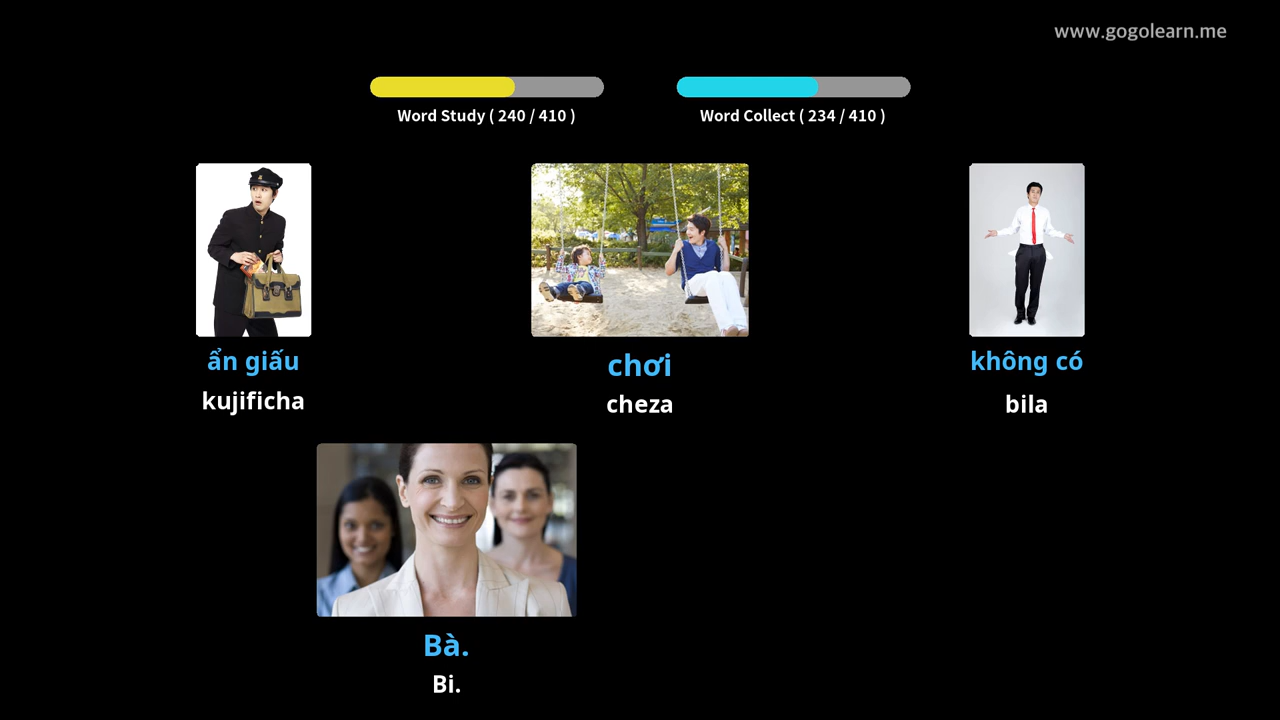 www.gogolearn.me
Word Study ( 240 / 410 )
Word Collect ( 234 / 410 )
ẩn giấu
kujificha
chơi
cheza
không có
bila
Bà.
Bi.